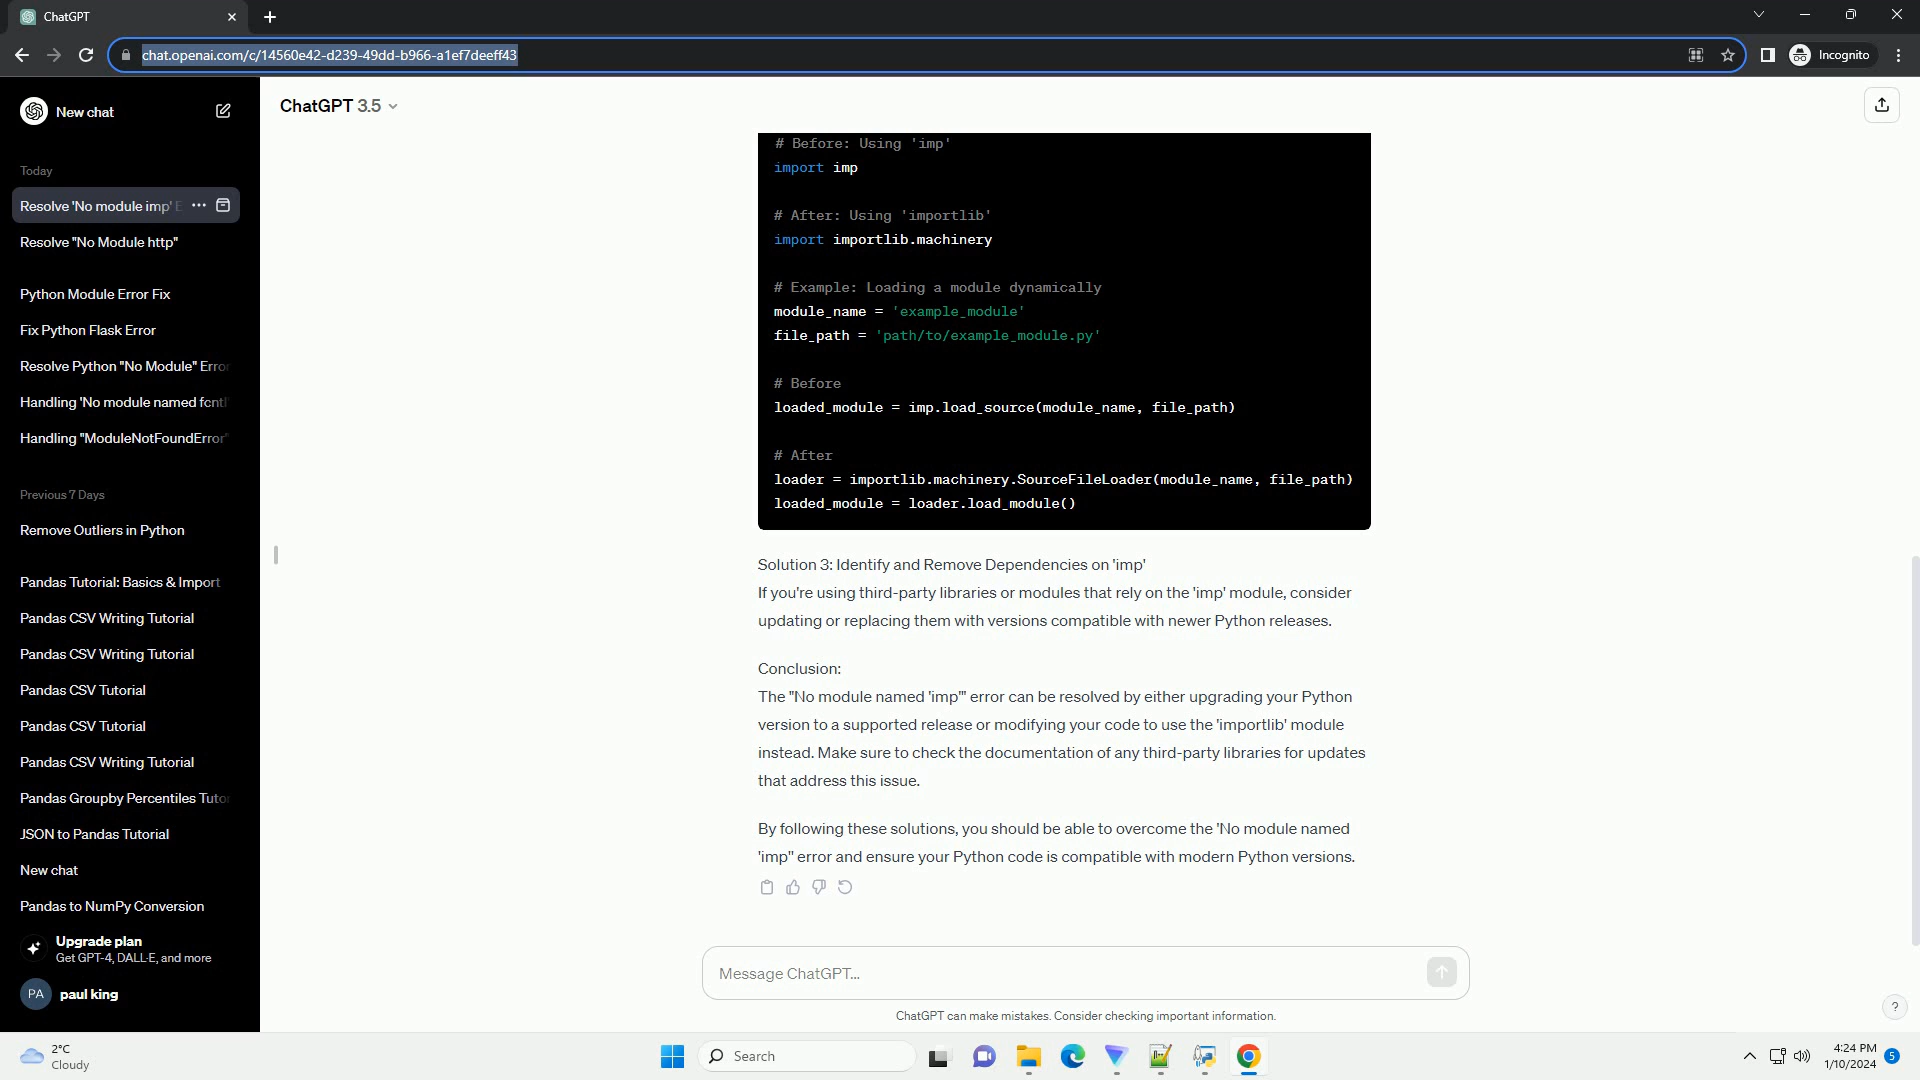 ChatGPT
chat.openai.com/c/14560e42-d239-49dd-b966-a1ef7deeff43
Incognito
New chat
ChatGPT 3.5
Today
Resolve 'No module imp' E
Resolve "No Module http"
Python Module Error Fix
Fix Python Flask Error
Resolve Python "No Module" Error
Handling 'No module named fcntl'
Handling "ModuleNotFoundError"
Previous 7 Days
Remove Outliers in Python
Pandas Tutorial: Basics & Import
Pandas CSV Writing Tutorial
Pandas CSV Writing Tutorial
Pandas CSV Tutorial
Pandas CSV Tutorial
Pandas CSV Writing Tutorial
Pandas Groupby Percentiles Tuto
JSON to Pandas Tutorial
New chat
Pandas to NumPy Conversion
Upgrade plan
Get GPT-4, DALL·E, and more
PA
paul king
# Before: Using 'imp'
import imp
# After: Using 'importlib'
import importlib.machinery
# Example: Loading a module dynamically
module_name = 'example_module'
file_path = 'path/to/example_module.py'
# Before
loaded_module = imp.load_source(module_name, file_path)
# After
loader = importlib.machinery.SourceFileLoader(module_name, file_path)
loaded_module = loader.load_module()
Solution 3: Identify and Remove Dependencies on 'imp'
If you're using third-party libraries or modules that rely on the 'imp' module, consider
updating or replacing them with versions compatible with newer Python releases.
Conclusion:
The "No module named 'imp'" error can be resolved by either upgrading your Python
version to a supported release or modifying your code to use the 'importlib' module
instead. Make sure to check the documentation of any third-party libraries for updates
that address this issue.
By following these solutions, you should be able to overcome the 'No module named
'imp'' error and ensure your Python code is compatible with modern Python versions.
Message ChatGPT...
ChatGPT can make mistakes. Consider checking important information.
?
2°C
Cloudy
Search
4:24 PM
1/10/2024
5